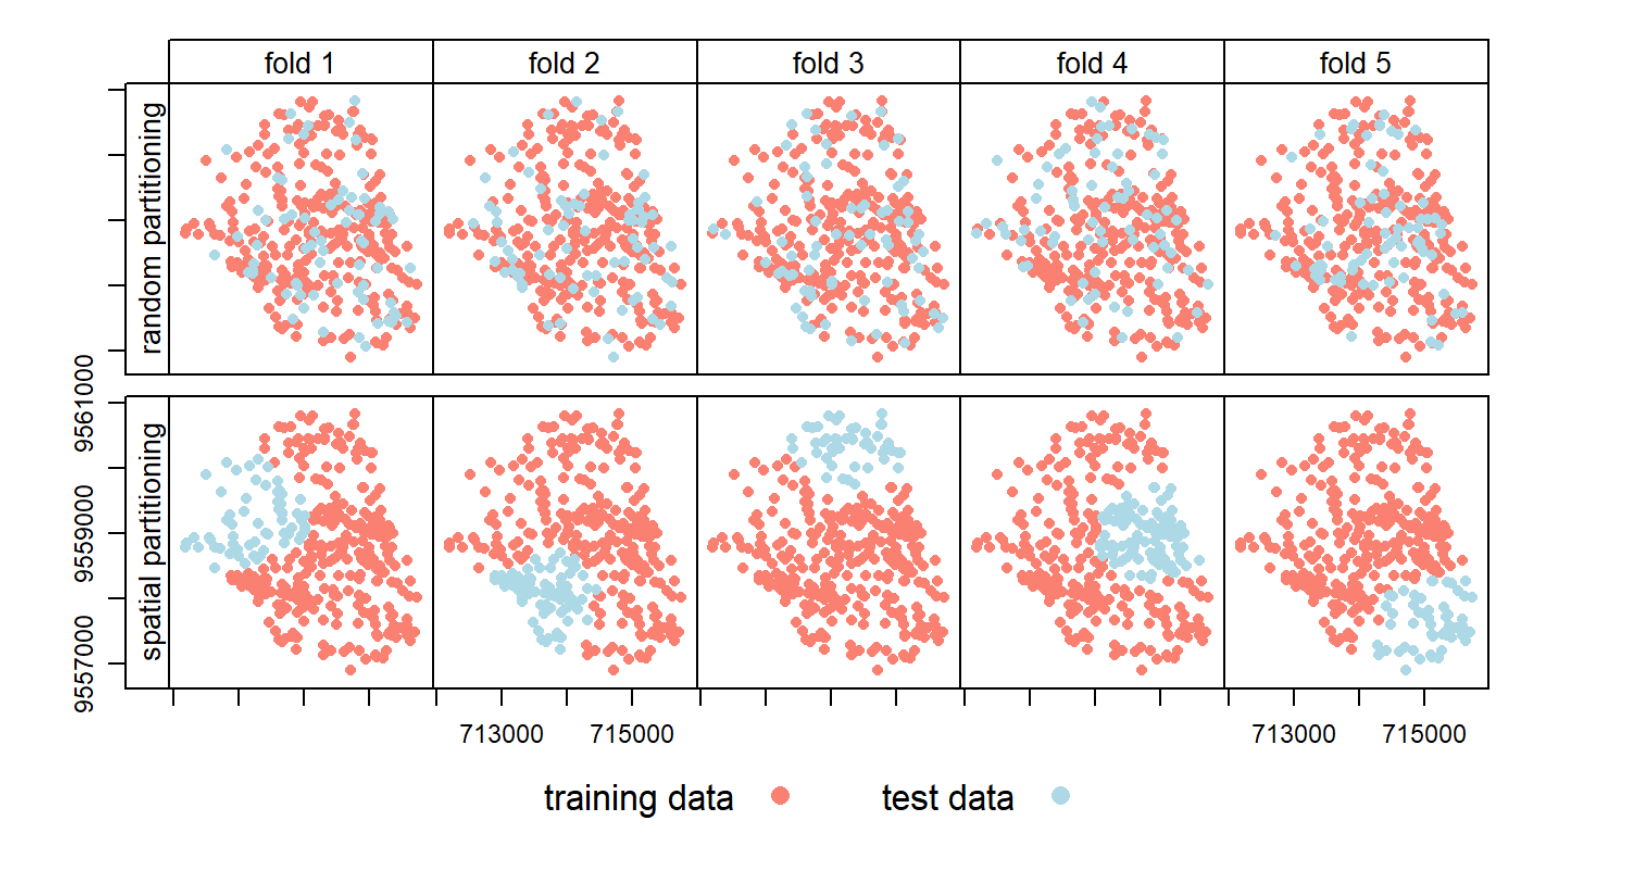 fold 1
fold 2
fold 3
fold 4
fold 5
random partitioning
spatial partitioning
9561000
9559000
9557000
713000
715000
713000
715000
training data
test data